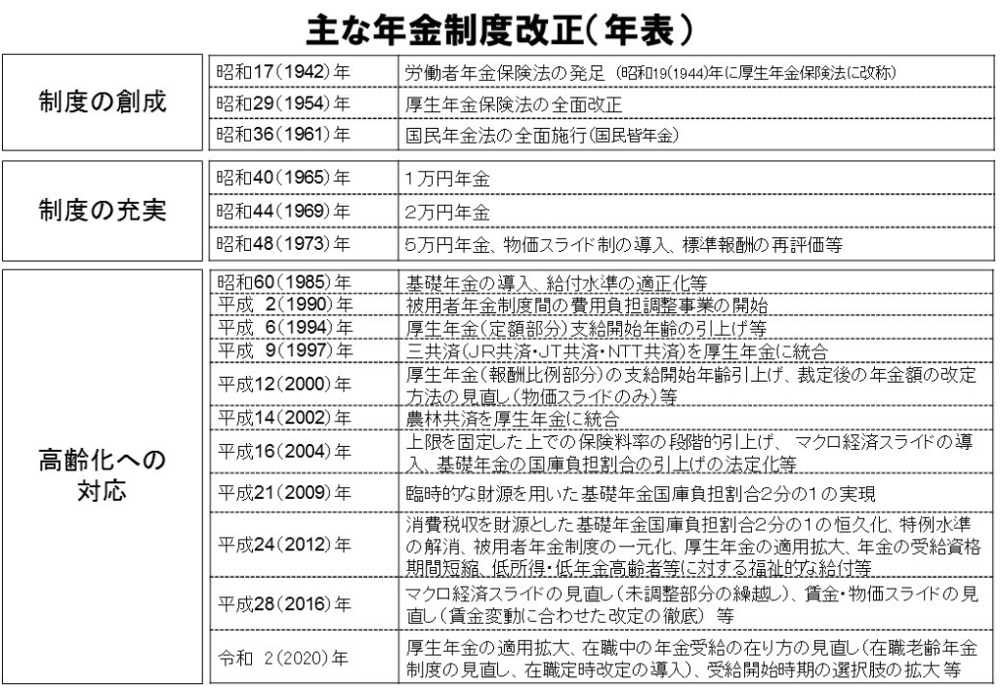 主な年金制度改正（年表）
制度の創成
昭和17（1942）年
労働者年金保険法の発足（昭和19（1944）年に厚生年金保険法に改称）
昭和29（1954）年
厚生年金保険法の全面改正
昭和36（1961）年
国民年金法の全面施行（国民皆年金）
制度の充実
昭和40（1965）年
１万円年金
昭和44（1969）年
２万円年金
昭和48（1973）年
５万円年金、物価スライド制の導入、標準報酬の再評価等
高齢化への
対応
昭和60（1985）年
基礎年金の導入、給付水準の適正化等
平成 2（1990）年
被用者年金制度間の費用負担調整事業の開始
平成 6（1994）年
厚生年金（定額部分）支給開始年齢の引上げ等
平成 9（1997）年
三共済（JR共済・JT共済・NTT共済）を厚生年金に統合
平成12（2000）年
厚生年金（報酬比例部分）の支給開始年齢引上げ、裁定後の年金額の改定
方法の見直し（物価スライドのみ）等
平成14（2002）年
農林共済を厚生年金に統合
平成16（2004）年
上限を固定した上での保険料率の段階的引上げ、 マクロ経済スライドの導
入、基礎年金の国庫負担割合の引上げの法定化等
平成21（2009）年
臨時的な財源を用いた基礎年金国庫負担割合２分の１の実現
平成24（2012）年
消費税収を財源とした基礎年金国庫負担割合２分の１の恒久化、特例水準
の解消、被用者年金制度の一元化、厚生年金の適用拡大、年金の受給資格
期間短縮、低所得・低年金高齢者等に対する福祉的な給付等
平成28（2016）年
マクロ経済スライドの見直し（未調整部分の繰越し）、賃金・物価スライドの見
直し（賃金変動に合わせた改定の徹底） 等
令和 2（2020）年
厚生年金の適用拡大、在職中の年金受給の在り方の見直し（在職老齢年金
制度の見直し、在職定時改定の導入）、受給開始時期の選択肢の拡大 等